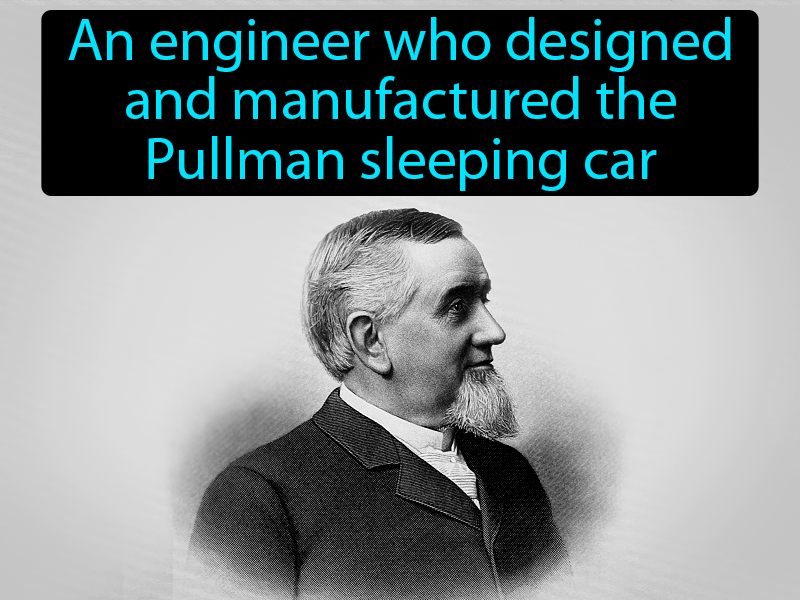 An engineer who designed
and manufactured the
Pullman sleeping car